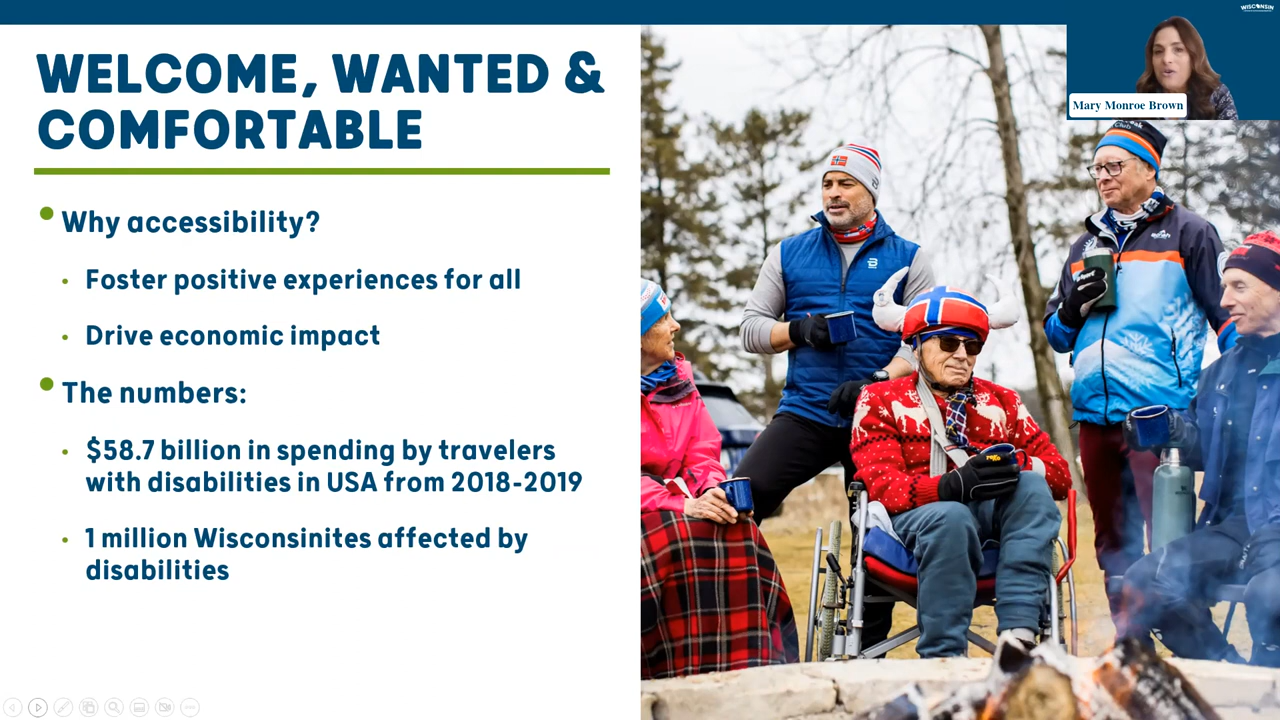 WISCONSIN
WELCOME, WANTED &
COMFORTABLE
Mary Monroe Brown
• Why accessibility?
• Foster positive experiences for all
• Drive economic impact
• The numbers:
• $58.7 billion in spending by travelers
with disabilities in USA from 2018-2019
• 1 million Wisconsinites affected by
disabilities